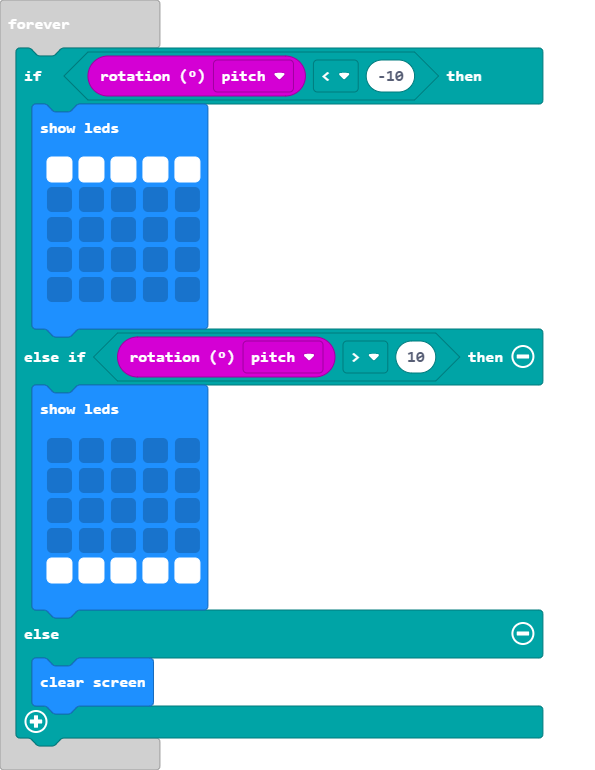 forever
if rotation (º) pitch < -10 then
show leds
else if rotation (º) pitch > 10 then
show leds
else
clear screen